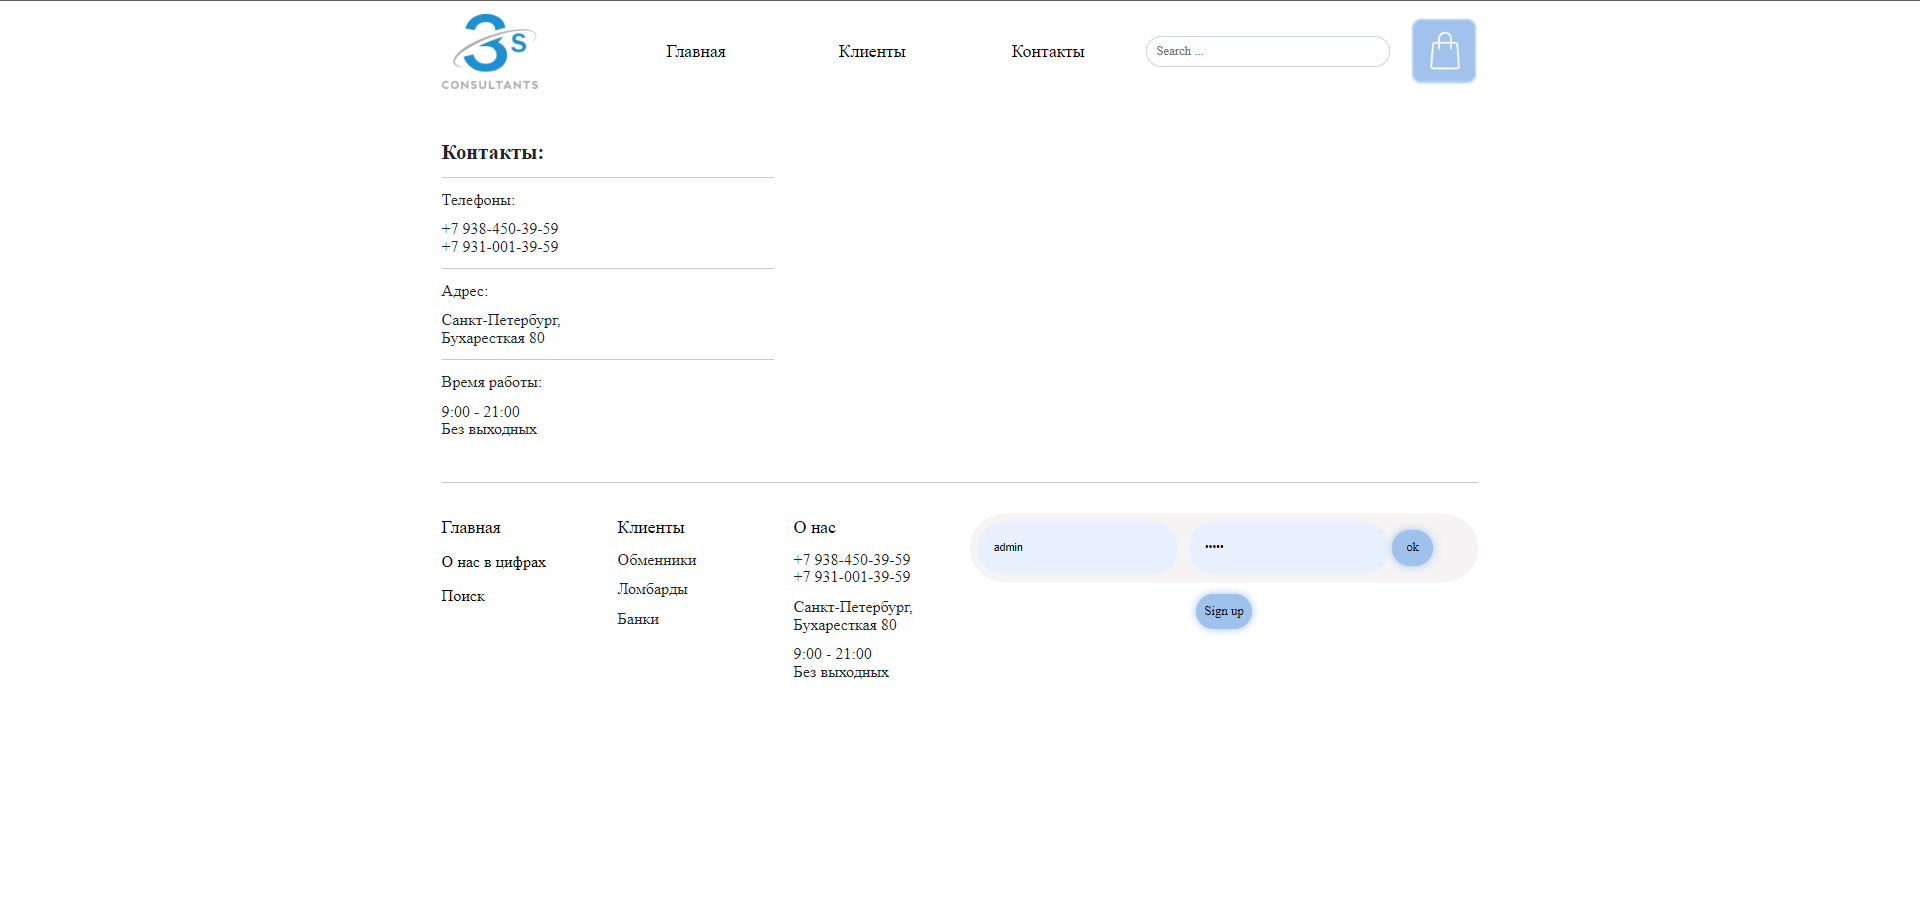 3s
CONSULTANTS
Главная
Клиенты
Контакты
Search ...
Контакты:
Телефоны:
+7 938-450-39-59
+7 931-001-39-59
Адрес:
Санкт-Петербург,
Бухаресткая 80
Время работы:
9:00 - 21:00
Без выходных
Главная
О нас в цифрах
Поиск
Клиенты
Обменники
Ломбарды
Банки
О нас
+7 938-450-39-59
+7 931-001-39-59
Санкт-Петербург,
Бухаресткая 80
9:00 - 21:00
Без выходных
admin
•••••
ok
Sign up